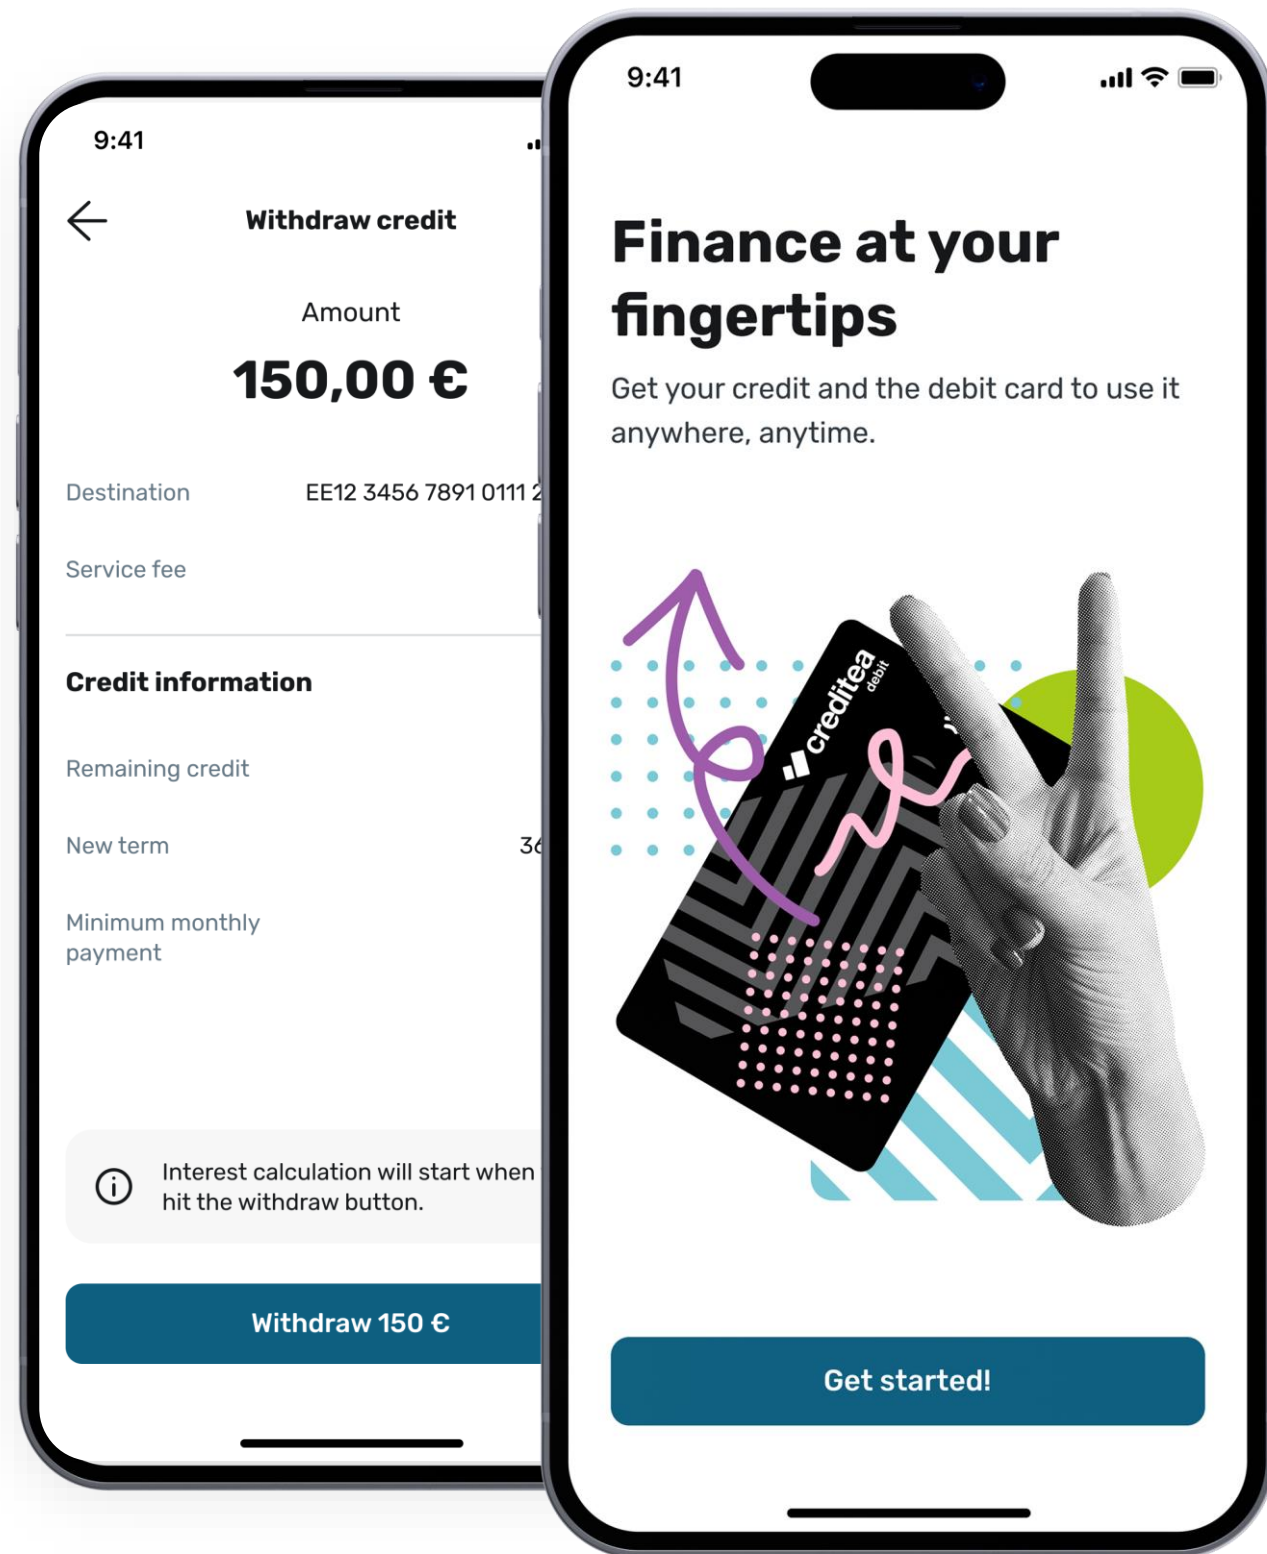 9:41
Withdraw credit
Amount
150,00 €
Destination
EE12 3456 7891 0111
Service fee
Credit information
Remaining credit
New term
Minimum monthly
payment
Interest calculation will start when
hit the withdraw button.
Withdraw 150 €
9:41
Finance at your
fingertips
Get your credit and the debit card to use it
anywhere, anytime.
creditea
debit
Get started!